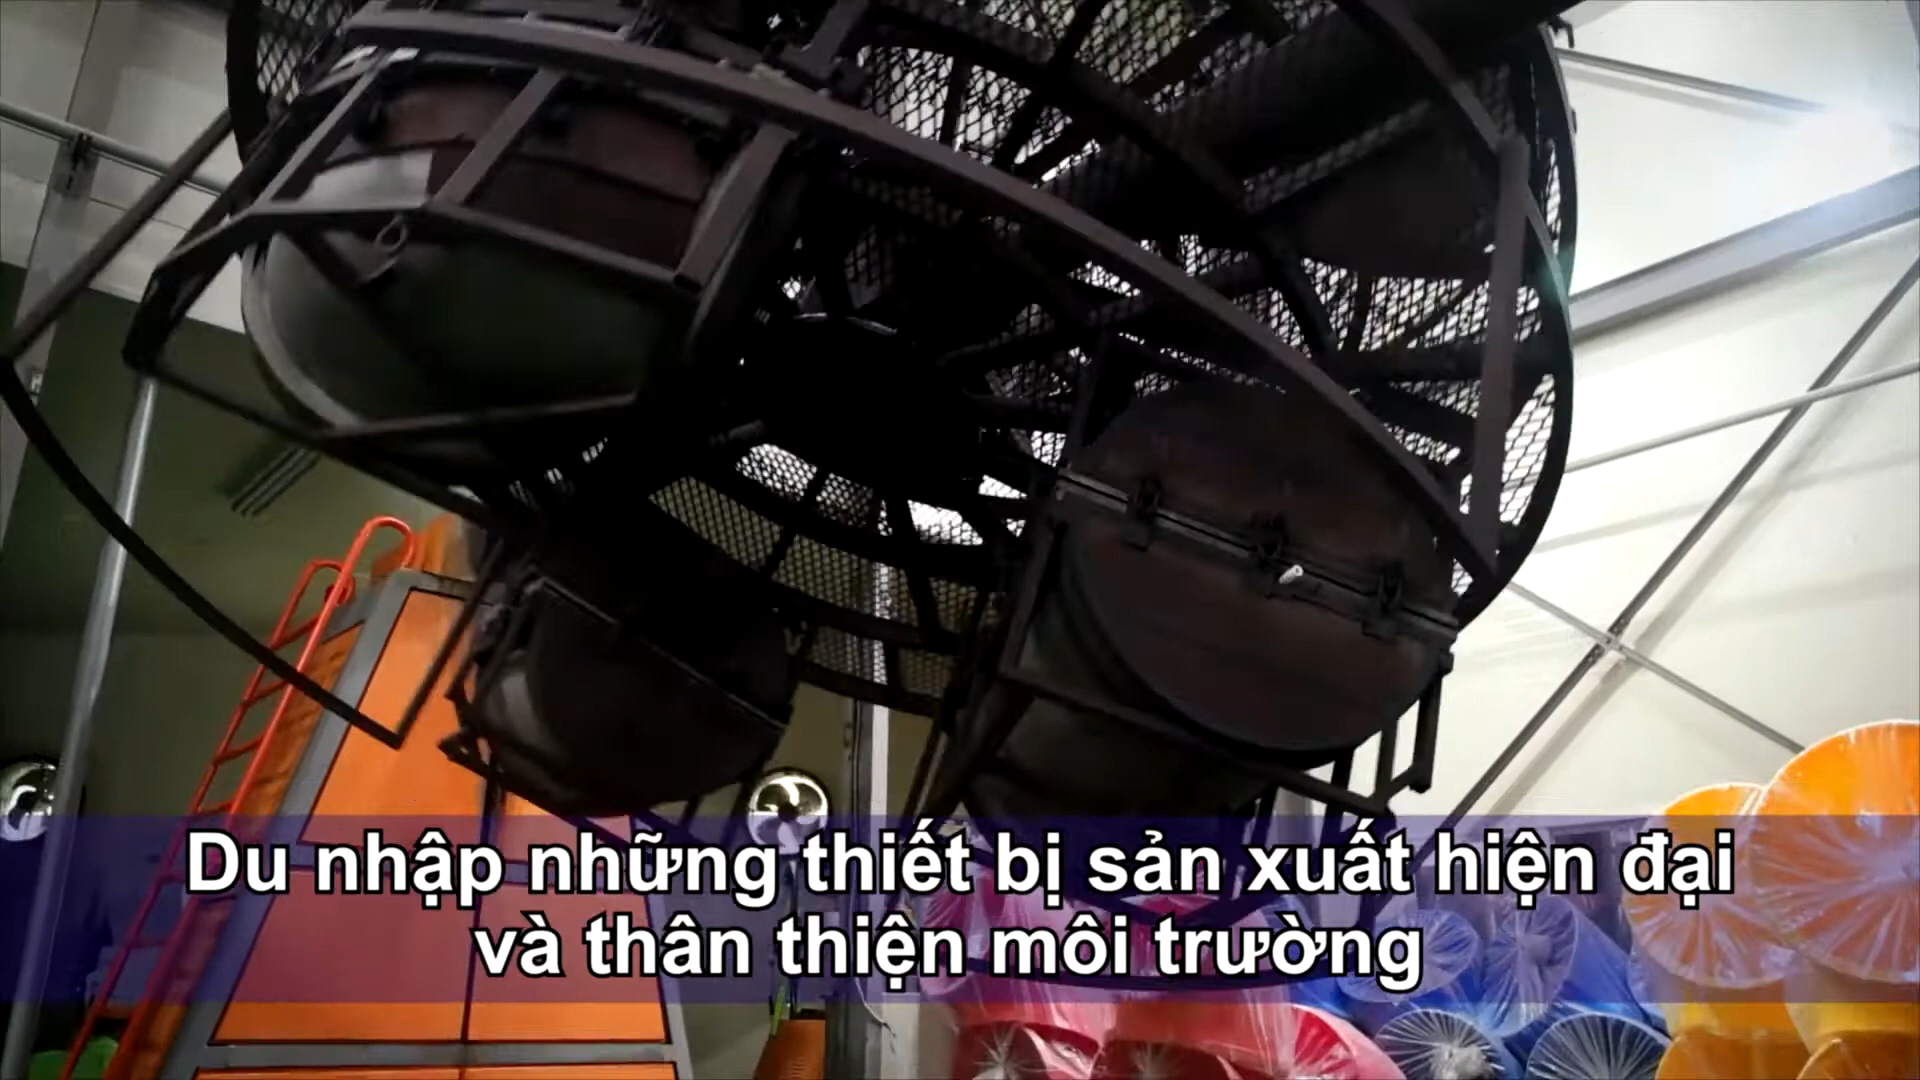 Du nhập những thiết bị sản xuất hiện đại
và thân thiện môi trường